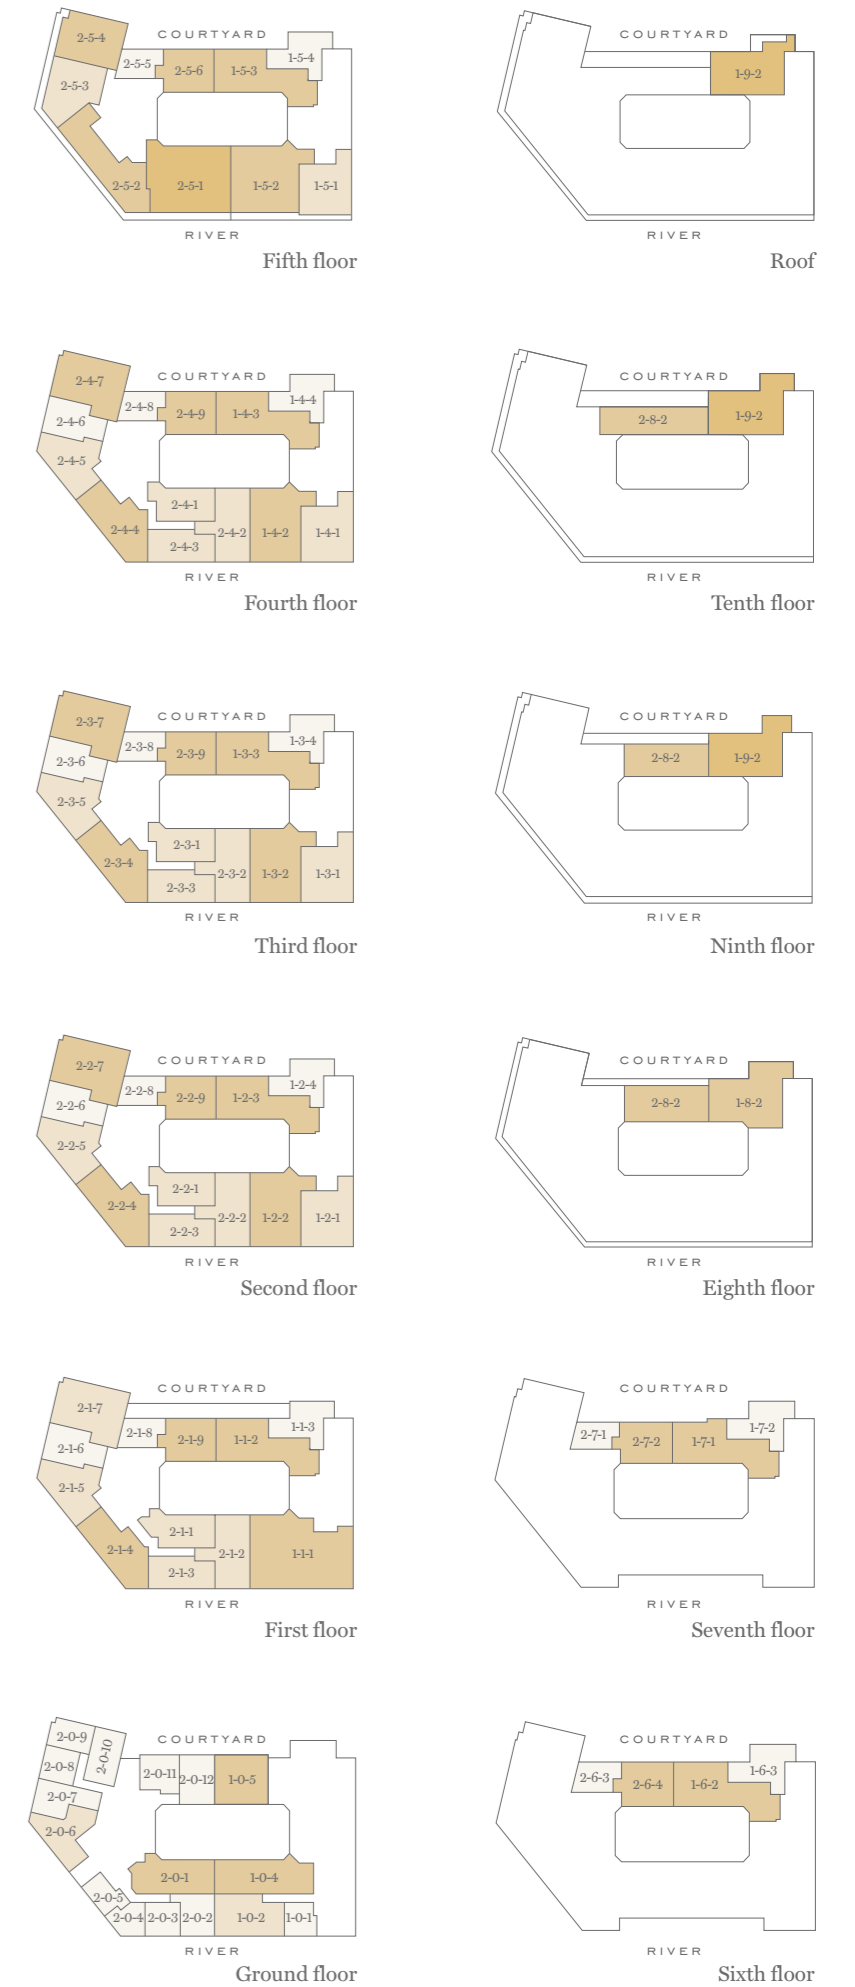 COURTYARD
2-5-4
2-5-5
2-5-6
1-5-3
1-5-4
2-5-3
2-5-2
2-5-1
1-5-2
1-5-1
RIVER
Fifth floor
COURTYARD
1-9-2
RIVER
Roof
COURTYARD
2-4-7
2-4-8
2-4-9
1-4-3
1-4-4
2-4-6
2-4-5
2-4-1
2-4-4
2-4-2
1-4-2
1-4-1
2-4-3
RIVER
Fourth floor
COURTYARD
2-8-2
1-9-2
RIVER
Tenth floor
COURTYARD
2-3-7
2-3-8
2-3-9
1-3-3
1-3-4
2-3-6
2-3-5
2-3-1
2-3-4
2-3-2
1-3-2
1-3-1
2-3-3
RIVER
Third floor
COURTYARD
2-8-2
1-9-2
RIVER
Ninth floor
COURTYARD
2-2-7
2-2-8
2-2-9
1-2-3
1-2-4
2-2-6
2-2-5
2-2-1
2-2-4
2-2-2
1-2-2
1-2-1
2-2-3
RIVER
Second floor
COURTYARD
2-8-2
1-8-2
RIVER
Eighth floor
COURTYARD
2-1-7
2-1-8
2-1-9
1-1-2
1-1-3
2-1-6
2-1-5
2-1-1
2-1-4
2-1-2
1-1-1
2-1-3
RIVER
First floor
COURTYARD
2-7-1
2-7-2
1-7-1
1-7-2
RIVER
Seventh floor
COURTYARD
2-0-9
2-0-10
2-0-8
2-0-11
2-0-12
1-0-5
2-0-7
2-0-6
2-0-1
1-0-4
2-0-5
2-0-4
2-0-3
2-0-2
1-0-2
1-0-1
RIVER
Ground floor
COURTYARD
2-6-3
2-6-4
1-6-2
1-6-3
RIVER
Sixth floor